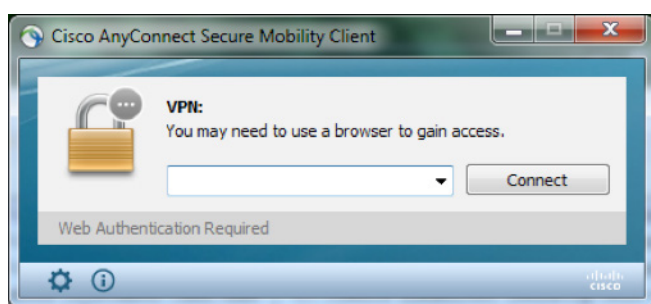 Cisco AnyConnect Secure Mobility Client
VPN:
You may need to use a browser to gain access.
Connect
Web Authentication Required
cisco